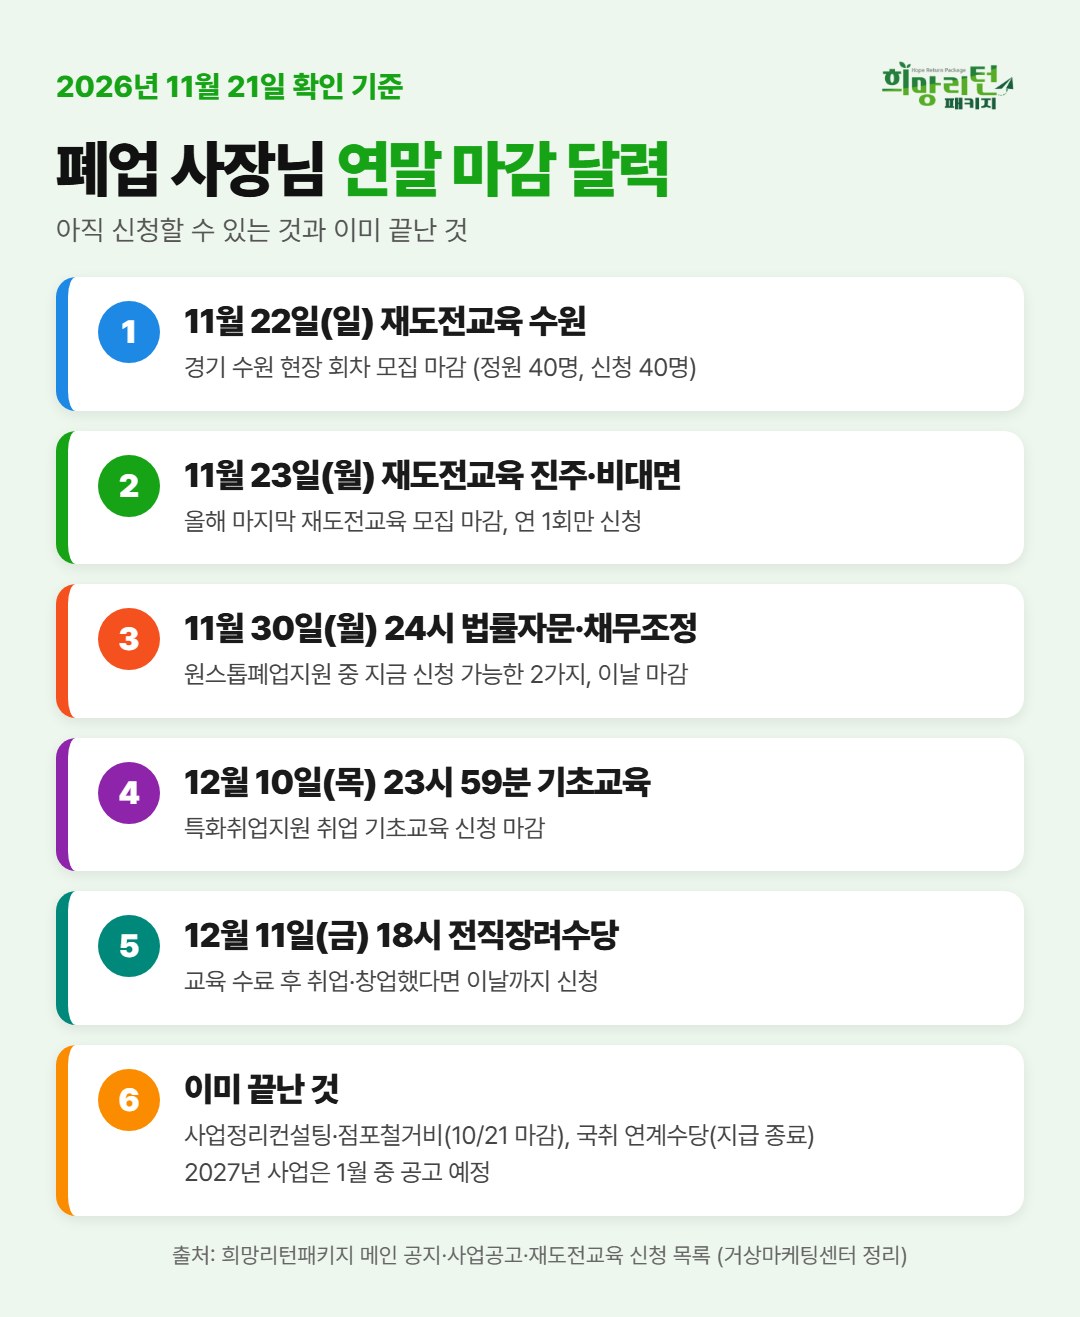 2026년 11월 21일 확인 기준
Hope Return Package
희망리턴
패키지
폐업 사장님 연말 마감 달력
아직 신청할 수 있는 것과 이미 끝난 것
1
11월 22일(일) 재도전교육 수원
경기 수원 현장 회차 모집 마감 (정원 40명, 신청 40명)
2
11월 23일(월) 재도전교육 진주·비대면
올해 마지막 재도전교육 모집 마감, 연 1회만 신청
3
11월 30일(월) 24시 법률자문·채무조정
원스톱폐업지원 중 지금 신청 가능한 2가지, 이날 마감
4
12월 10일(목) 23시 59분 기초교육
특화취업지원 취업 기초교육 신청 마감
5
12월 11일(금) 18시 전직장려수당
교육 수료 후 취업·창업했다면 이날까지 신청
6
이미 끝난 것
사업정리컨설팅·점포철거비(10/21 마감), 국취 연계수당(지급 종료)
2027년 사업은 1월 중 공고 예정
출처: 희망리턴패키지 메인 공지·사업공고·재도전교육 신청 목록 (거상마케팅센터 정리)